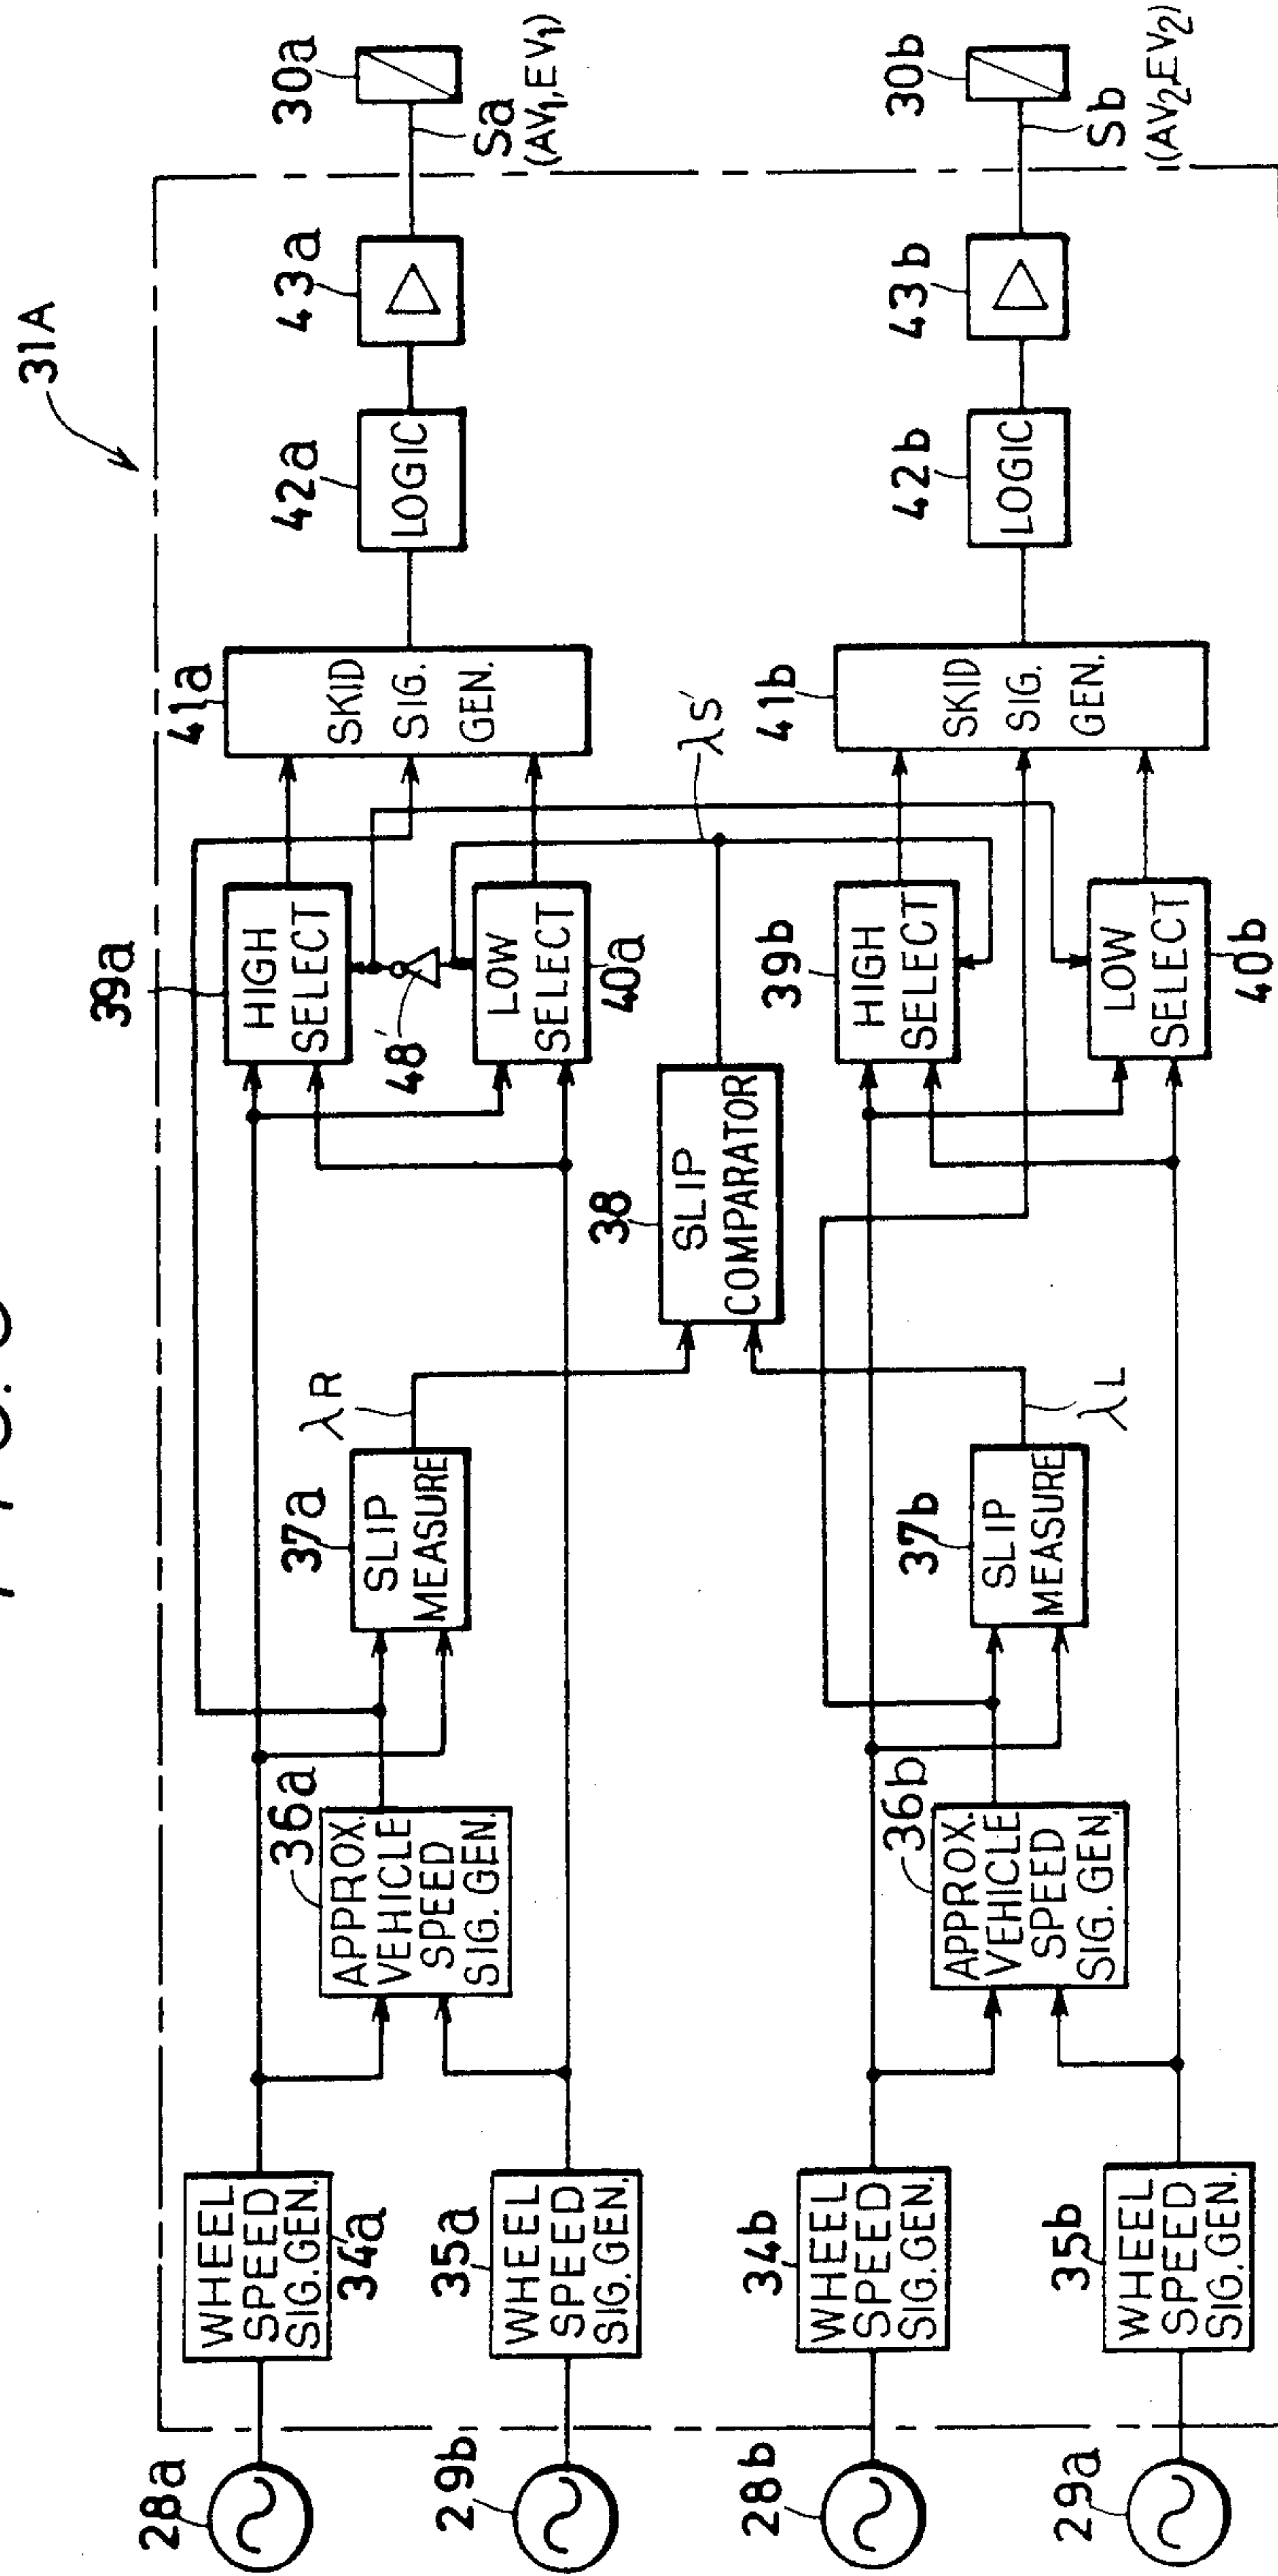 31A
28a
WHEEL
SPEED
SIG.GEN.
34a
29b
35a
WHEEL
SPEED
SIG.GEN.
36a
APPROX.
VEHICLE
SPEED
SIG. GEN.
37a
SLIP
MEASURE
λR
39a
HIGH
SELECT
48'
LOW
SELECT
40a
41a
SKID
SIG.
GEN.
42a
LOGIC
43a
30a
Sa
(AV1,EV1)
38
SLIP
COMPARATOR
λS'
28b
34b
WHEEL
SPEED
SIG.GEN.
29a
35b
WHEEL
SPEED
SIG.GEN.
36b
APPROX.
VEHICLE
SPEED
SIG. GEN.
37b
SLIP
MEASURE
λL
39b
HIGH
SELECT
LOW
SELECT
40b
41b
SKID
SIG.
GEN.
42b
LOGIC
43b
30b
Sb
(AV2,EV2)